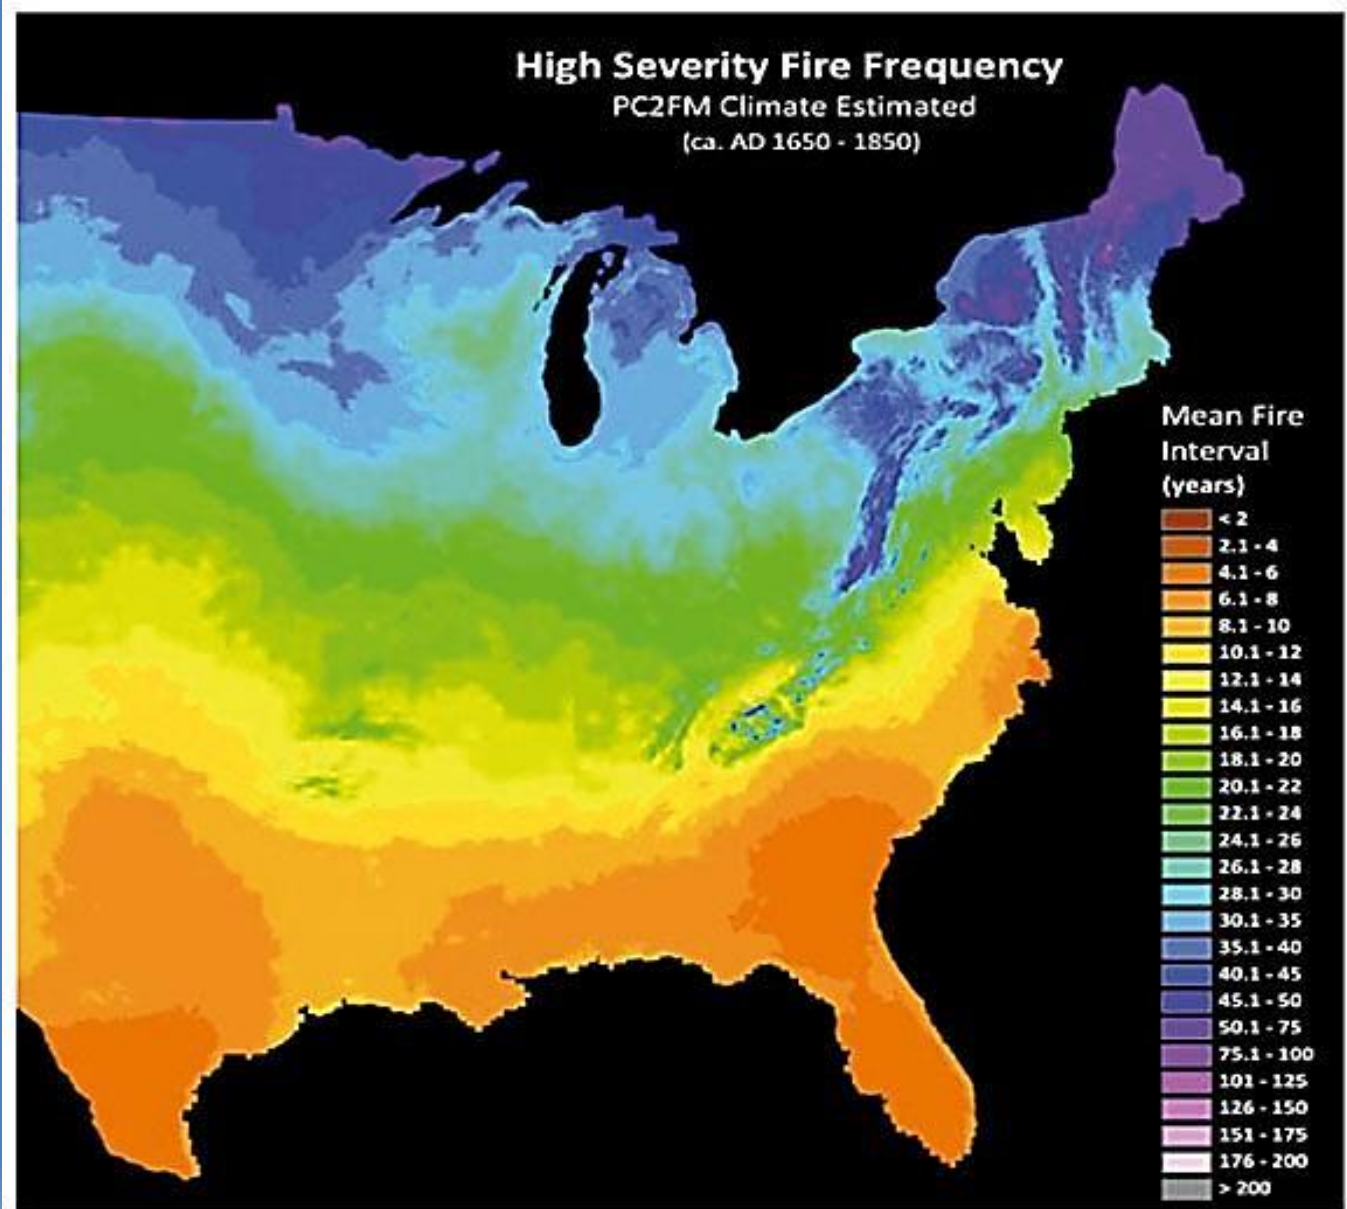 High Severity Fire Frequency
PC2FM Climate Estimated
(ca. AD 1650 - 1850)
Mean Fire
Interval
(years)
< 2
2.1 - 4
4.1 - 6
6.1 - 8
8.1 - 10
10.1 - 12
12.1 - 14
14.1 - 16
16.1 - 18
18.1 - 20
20.1 - 22
22.1 - 24
24.1 - 26
26.1 - 28
28.1 - 30
30.1 - 35
35.1 - 40
40.1 - 45
45.1 - 50
50.1 - 75
75.1 - 100
101 - 125
126 - 150
151 - 175
176 - 200
> 200